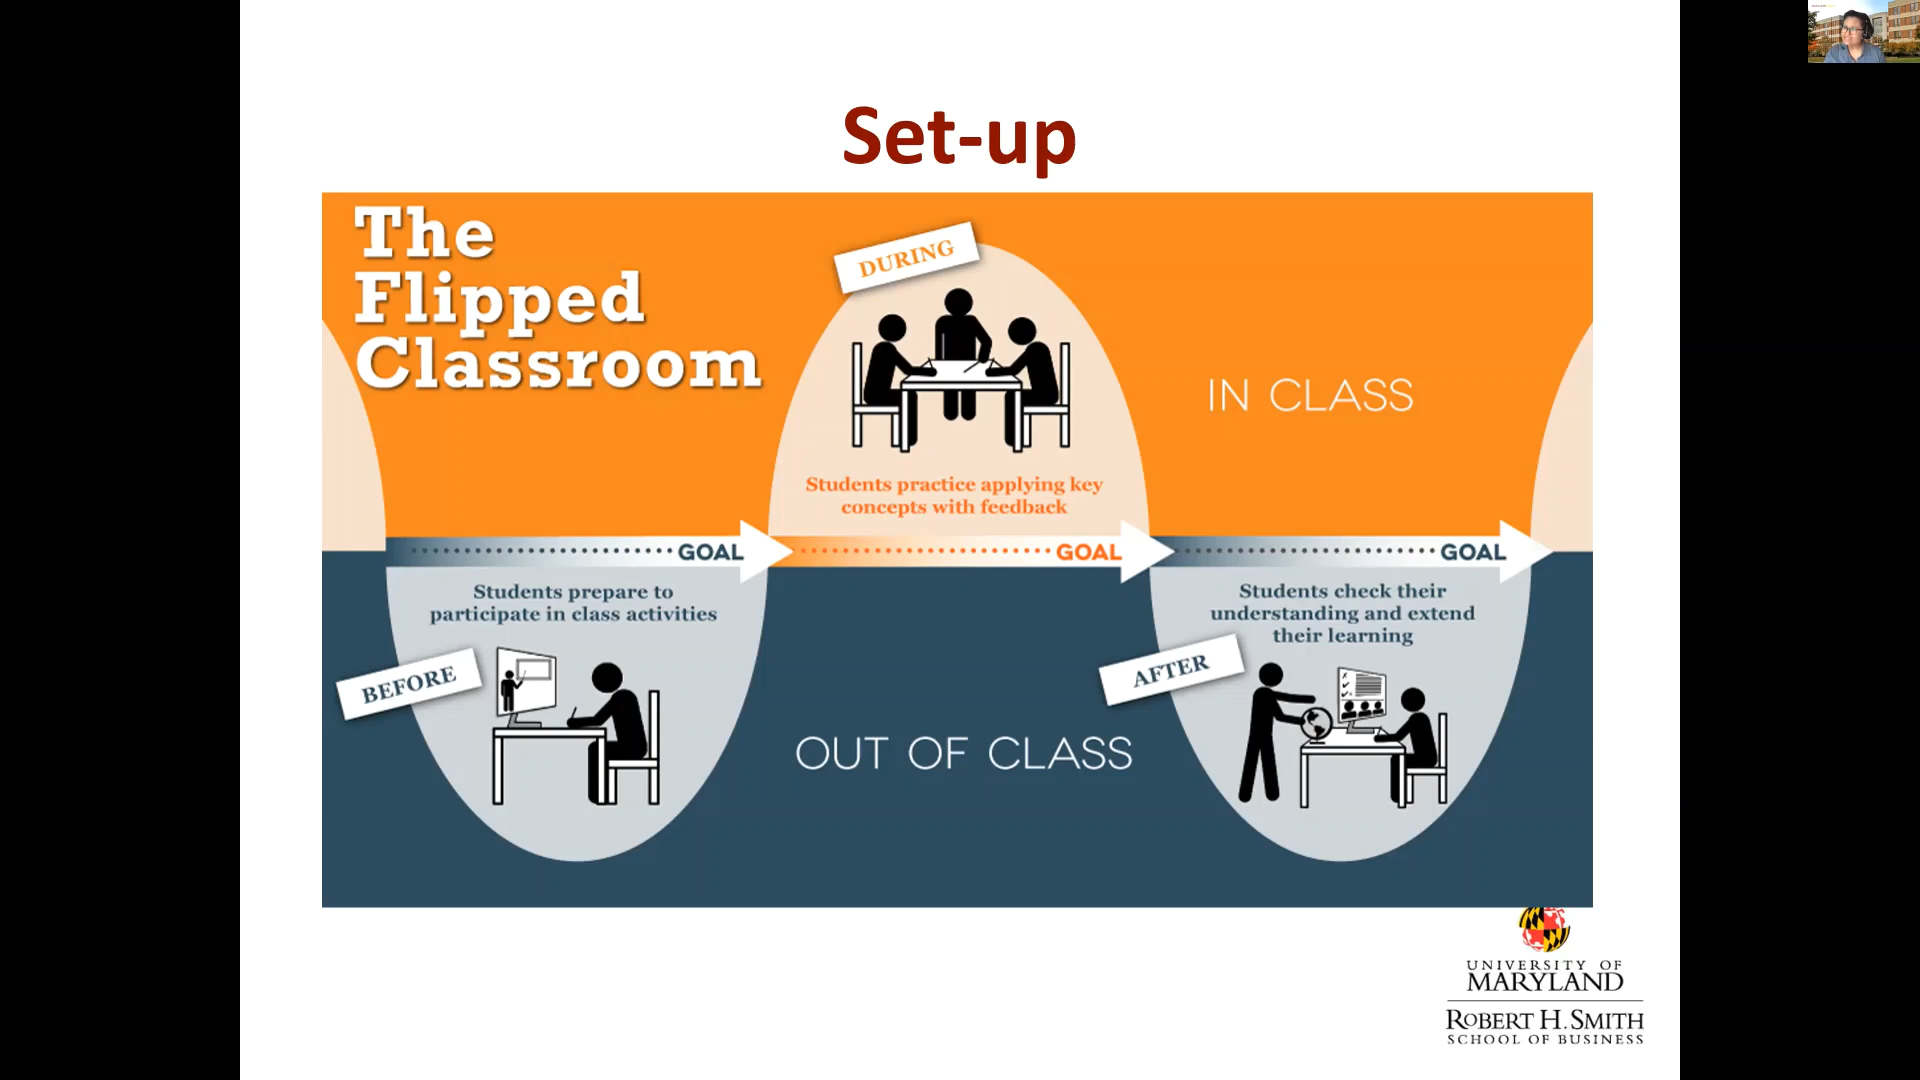 Set-up
The
Flipped
Classroom
DURING
IN CLASS
Students practice applying key
concepts with feedback
GOAL
GOAL
GOAL
Students prepare to
participate in class activities
BEFORE
OUT OF CLASS
Students check their
understanding and extend
their learning
AFTER
UNIVERSITY OF
MARYLAND
ROBERT H. SMITH
SCHOOL OF BUSINESS